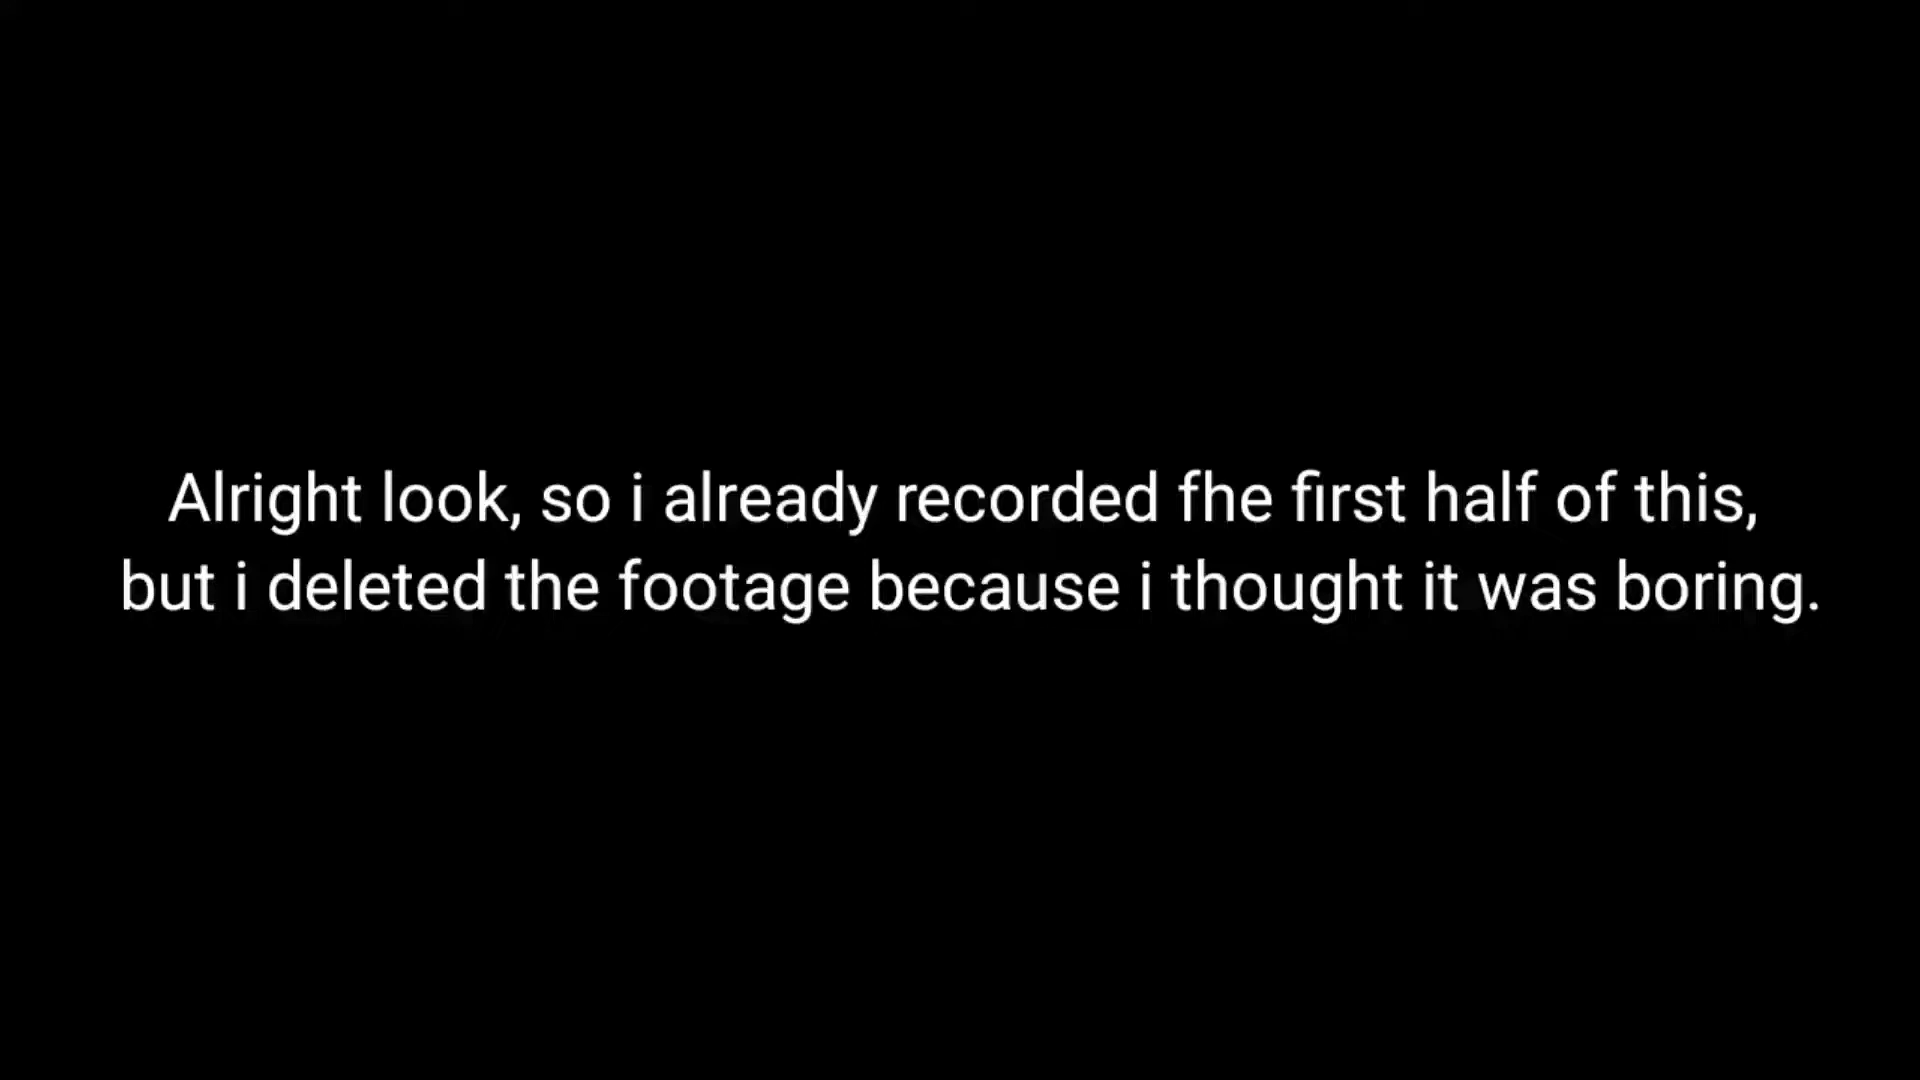 Alright look, so i already recorded fhe first half of this,
but i deleted the footage because i thought it was boring.